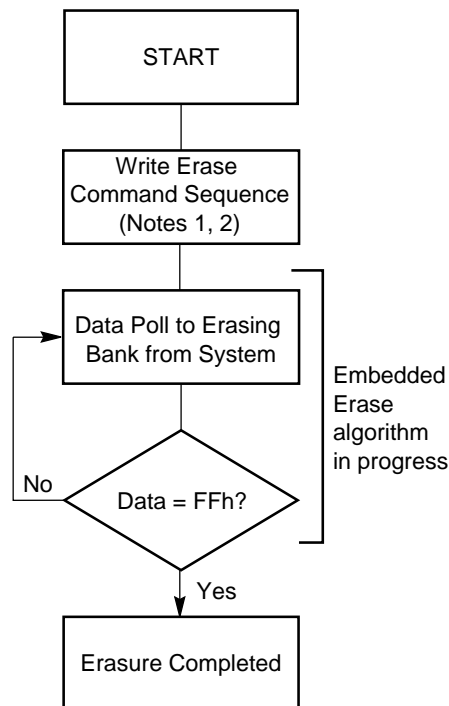 START
Write Erase
Command Sequence
(Notes 1, 2)
Data Poll to Erasing
Bank from System
Embedded
Erase
algorithm
in progress
No
Data = FFh?
Yes
Erasure Completed